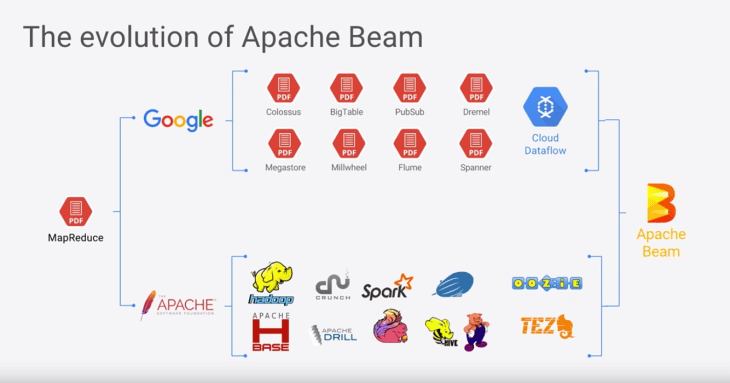 The evolution of Apache Beam
PDF
PDF
PDF
PDF
Colossus
BigTable
PubSub
Dremel
Google
PDF
PDF
PDF
PDF
Cloud
Dataflow
Megastore
Millwheel
Flume
Spanner
PDF
MapReduce
Apache
Beam
THE
APACHE
SOFTWARE FOUNDATION
hadoop
CRUNCH
Spark
OOZIE
APACHE
H
BASE
APACHE
DRILL
HIVE
TEZ